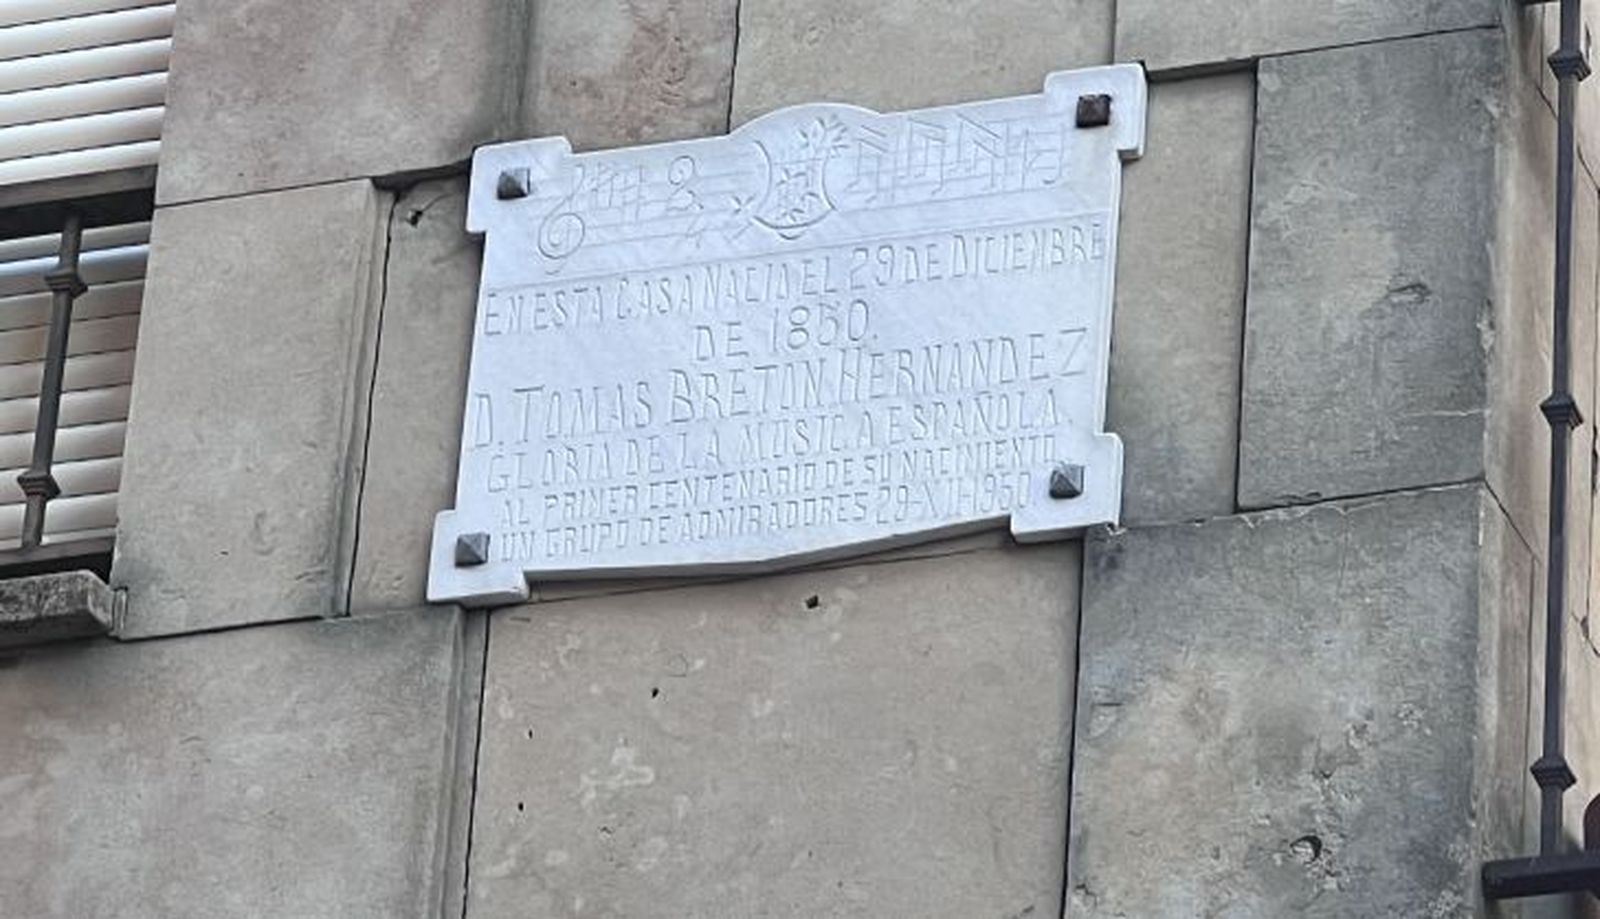 EN ESTA CASA NACIO EL 29 DE DICIEMBRE
DE 1850.
D. TOMAS BRETON HERNANDEZ
GLORIA DE LA MUSICA ESPAÑOLA.
AL PRIMER CENTENARIO DE SU NACIMIENTO
UN GRUPO DE ADMIRADORES 29-XII-1950